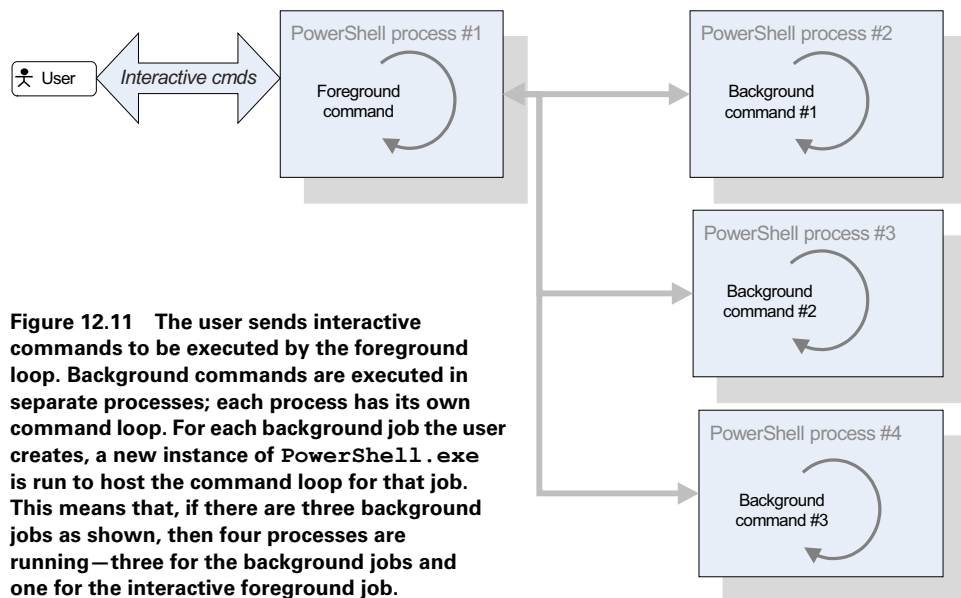 User
Interactive cmds
PowerShell process #1
Foreground
command
PowerShell process #2
Background
command #1
PowerShell process #3
Background
command #2
PowerShell process #4
Background
command #3
Figure 12.11 The user sends interactive
commands to be executed by the foreground
loop. Background commands are executed in
separate processes; each process has its own
command loop. For each background job the user
creates, a new instance of PowerShell.exe
is run to host the command loop for that job.
This means that, if there are three background
jobs as shown, then four processes are
running—three for the background jobs and
one for the interactive foreground job.